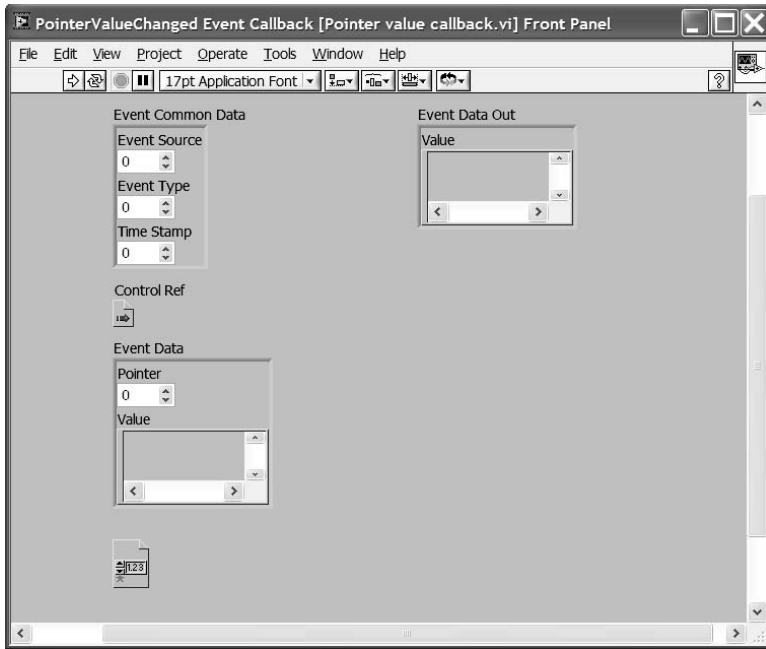 PointerValueChanged Event Callback [Pointer value callback.vi] Front Panel
File Edit View Project Operate Tools Window Help
17pt Application Font
Event Common Data
Event Source
0
Event Type
0
Time Stamp
0
Control Ref
Event Data
Pointer
0
Value
1.23
Event Data Out
Value